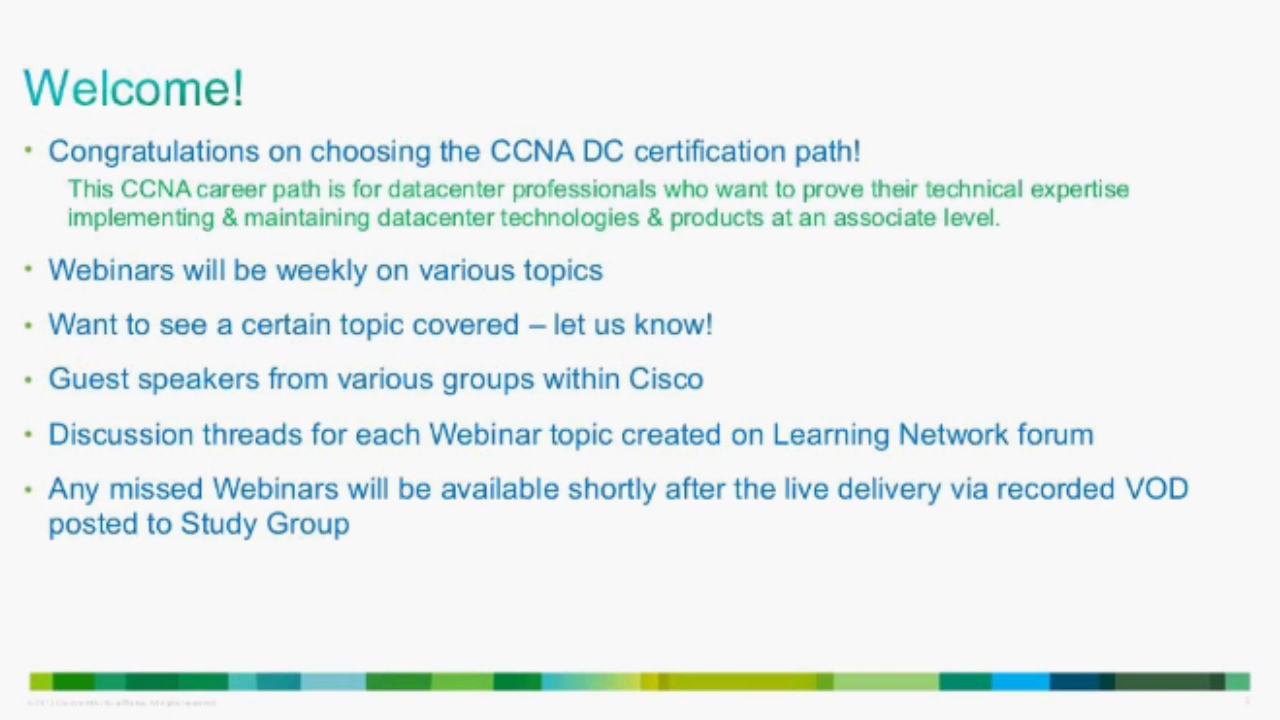 Welcome!
• Congratulations on choosing the CCNA DC certification path!
This CCNA career path is for datacenter professionals who want to prove their technical expertise
implementing & maintaining datacenter technologies & products at an associate level.
• Webinars will be weekly on various topics
• Want to see a certain topic covered – let us know!
• Guest speakers from various groups within Cisco
• Discussion threads for each Webinar topic created on Learning Network forum
• Any missed Webinars will be available shortly after the live delivery via recorded VOD
posted to Study Group